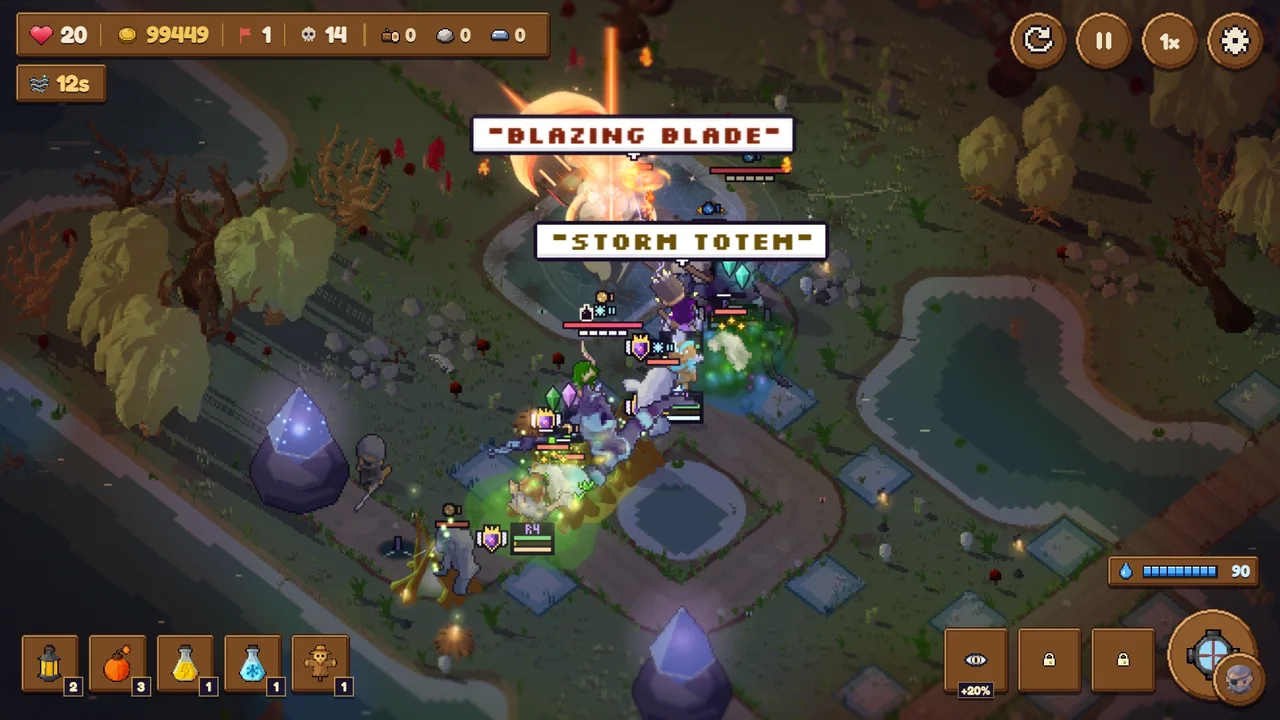 20 99449 1 14 0 0 0
1x
12s
"BLAZING BLADE"
"STORM TOTEM"
R4
90
2 3 1 1 1
+20%